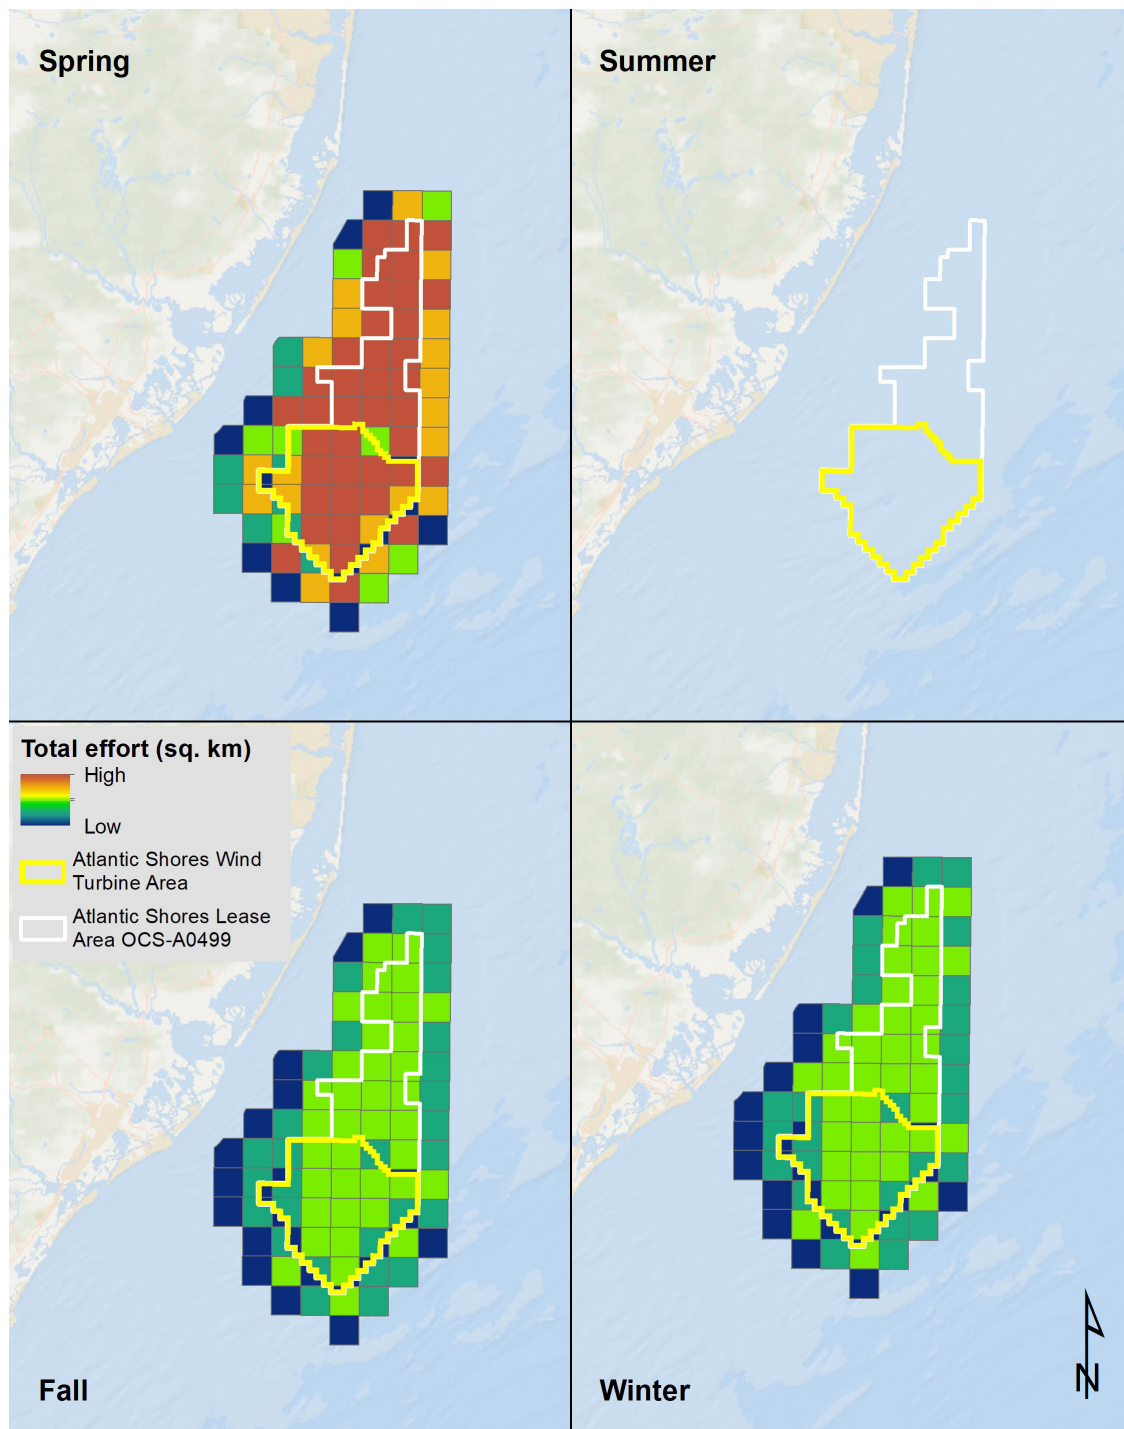 Spring
Summer
Total effort (sq. km)
High
Low
Atlantic Shores Wind
Turbine Area
Atlantic Shores Lease
Area OCS-A0499
Fall
Winter
N